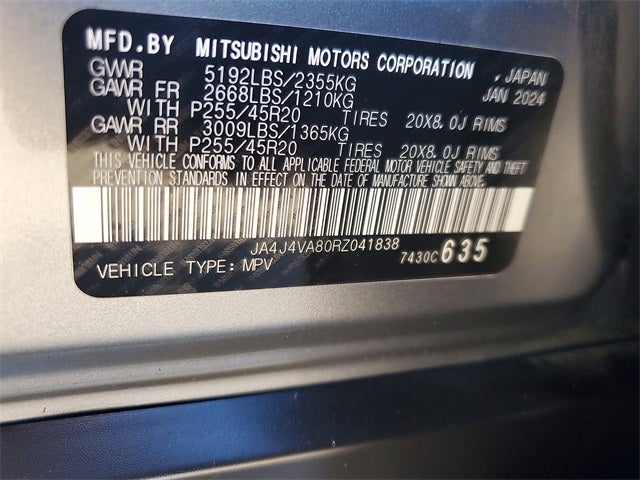 MFD.BY MITSUBISHI MOTORS CORPORATION , JAPAN
GWWR 5192LBS/2355KG JAN 2024
GAWR FR 2668LBS/1210KG
WITH P255/45R20 TIRES 20X8.0J RIMS
GAWR RR 3009LBS/1365KG
WITH P255/45R20 TIRES 20X8.0J RIMS
THIS VEHICLE CONFORMS TO ALL APPLICABLE FEDERAL MOTOR VEHICLE SAFETY AND THEFT
PREVENTION STANDARDS IN EFFECT ON THE DATE OF MANUFACTURE SHOWN ABOVE.
JA4J4VA80RZ041838
VEHICLE TYPE: MPV 7430C 635